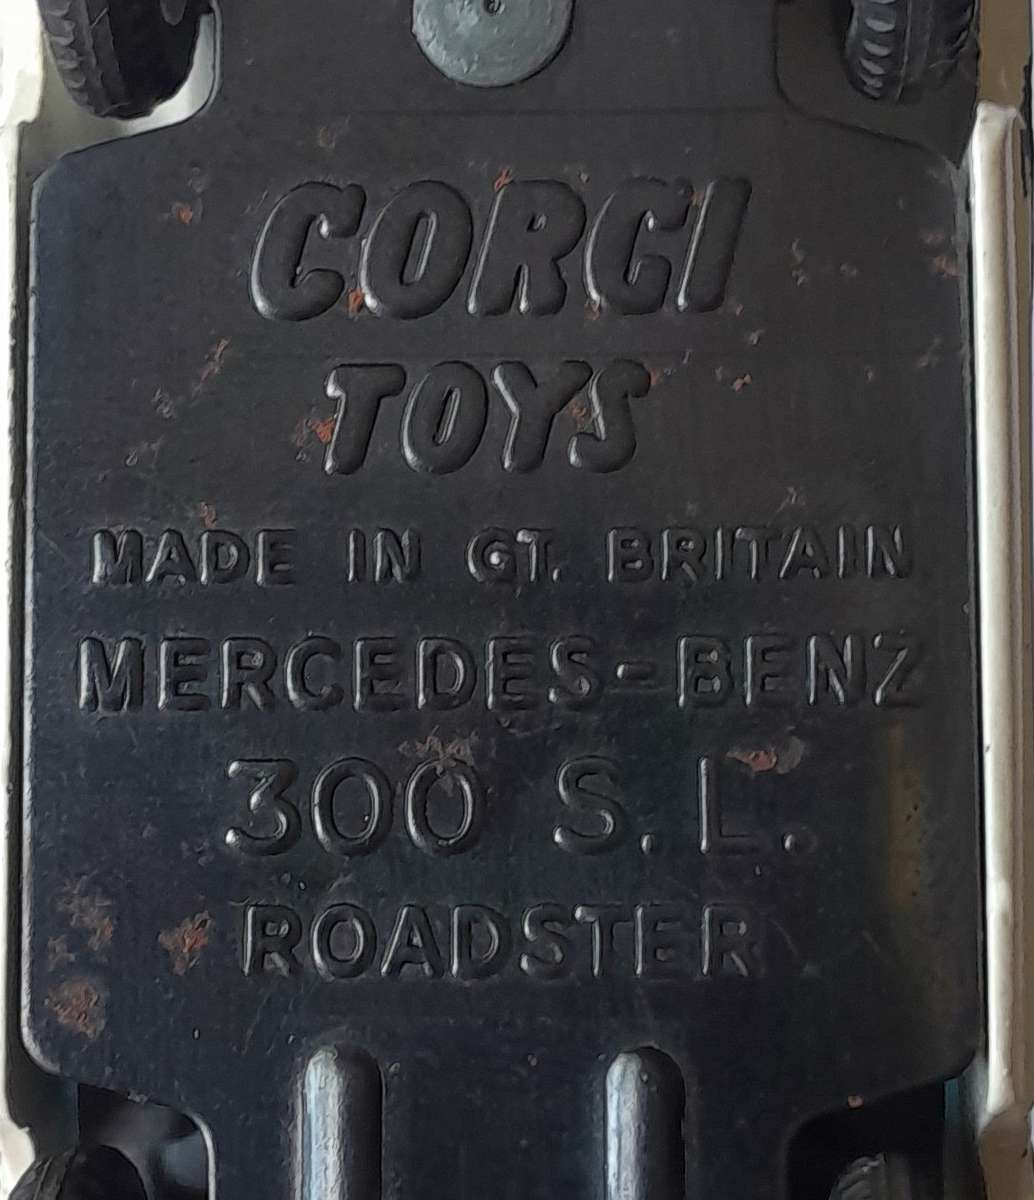 CORGI
TOYS
MADE IN GT. BRITAIN
MERCEDES-BENZ
300 S.L.
ROADSTER